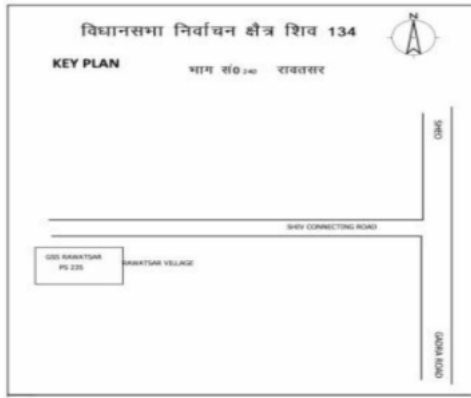 N
विधानसभा निर्वाचन क्षैत्र शिव 134
KEY PLAN
भाग सं0 240 रावतसर
SHEO
SHIV CONNECTING ROAD
GSS RAWATSAR
PS 235
RAWATSAR VILLAGE
GADRA ROAD